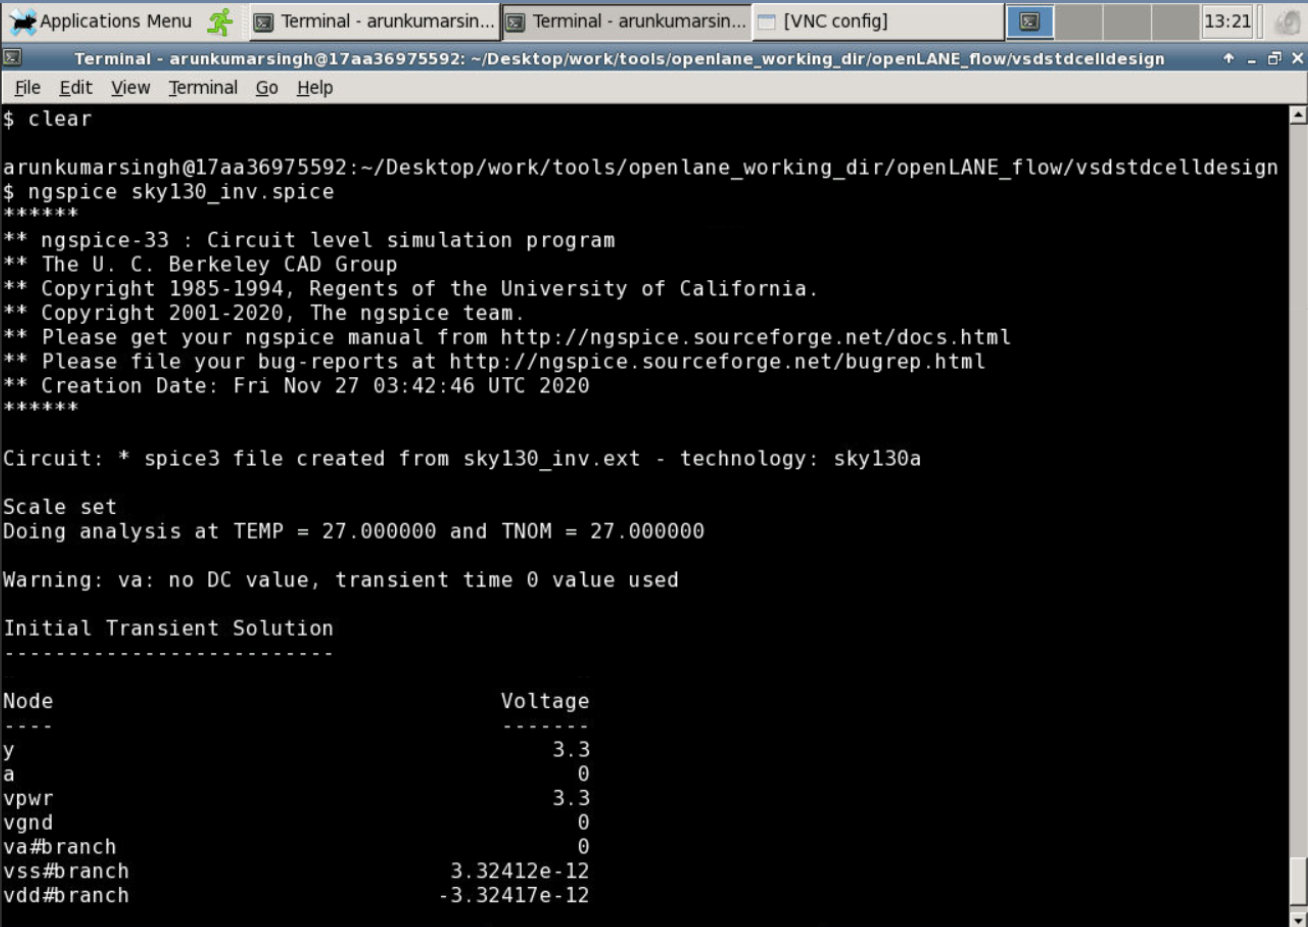 Applications Menu
Terminal - arunkumarsin...
Terminal - arunkumarsin...
[VNC config]
13:21
Terminal - arunkumarsingh@17aa36975592: ~/Desktop/work/tools/openlane_working_dir/openLANE_flow/vsdstdcelldesign
File Edit View Terminal Go Help
$ clear
arunkumarsingh@17aa36975592:~/Desktop/work/tools/openlane_working_dir/openLANE_flow/vsdstdcelldesign
$ ngspice sky130_inv.spice
******
** ngspice-33 : Circuit level simulation program
** The U. C. Berkeley CAD Group
** Copyright 1985-1994, Regents of the University of California.
** Copyright 2001-2020, The ngspice team.
** Please get your ngspice manual from http://ngspice.sourceforge.net/docs.html
** Please file your bug-reports at http://ngspice.sourceforge.net/bugrep.html
** Creation Date: Fri Nov 27 03:42:46 UTC 2020
******
Circuit: * spice3 file created from sky130_inv.ext - technology: sky130a
Scale set
Doing analysis at TEMP = 27.000000 and TNOM = 27.000000
Warning: va: no DC value, transient time 0 value used
Initial Transient Solution
--------------------------
Node Voltage
---- -------
y 3.3
a 0
vpwr 3.3
vgnd 0
va#branch 0
vss#branch 3.32412e-12
vdd#branch -3.32417e-12